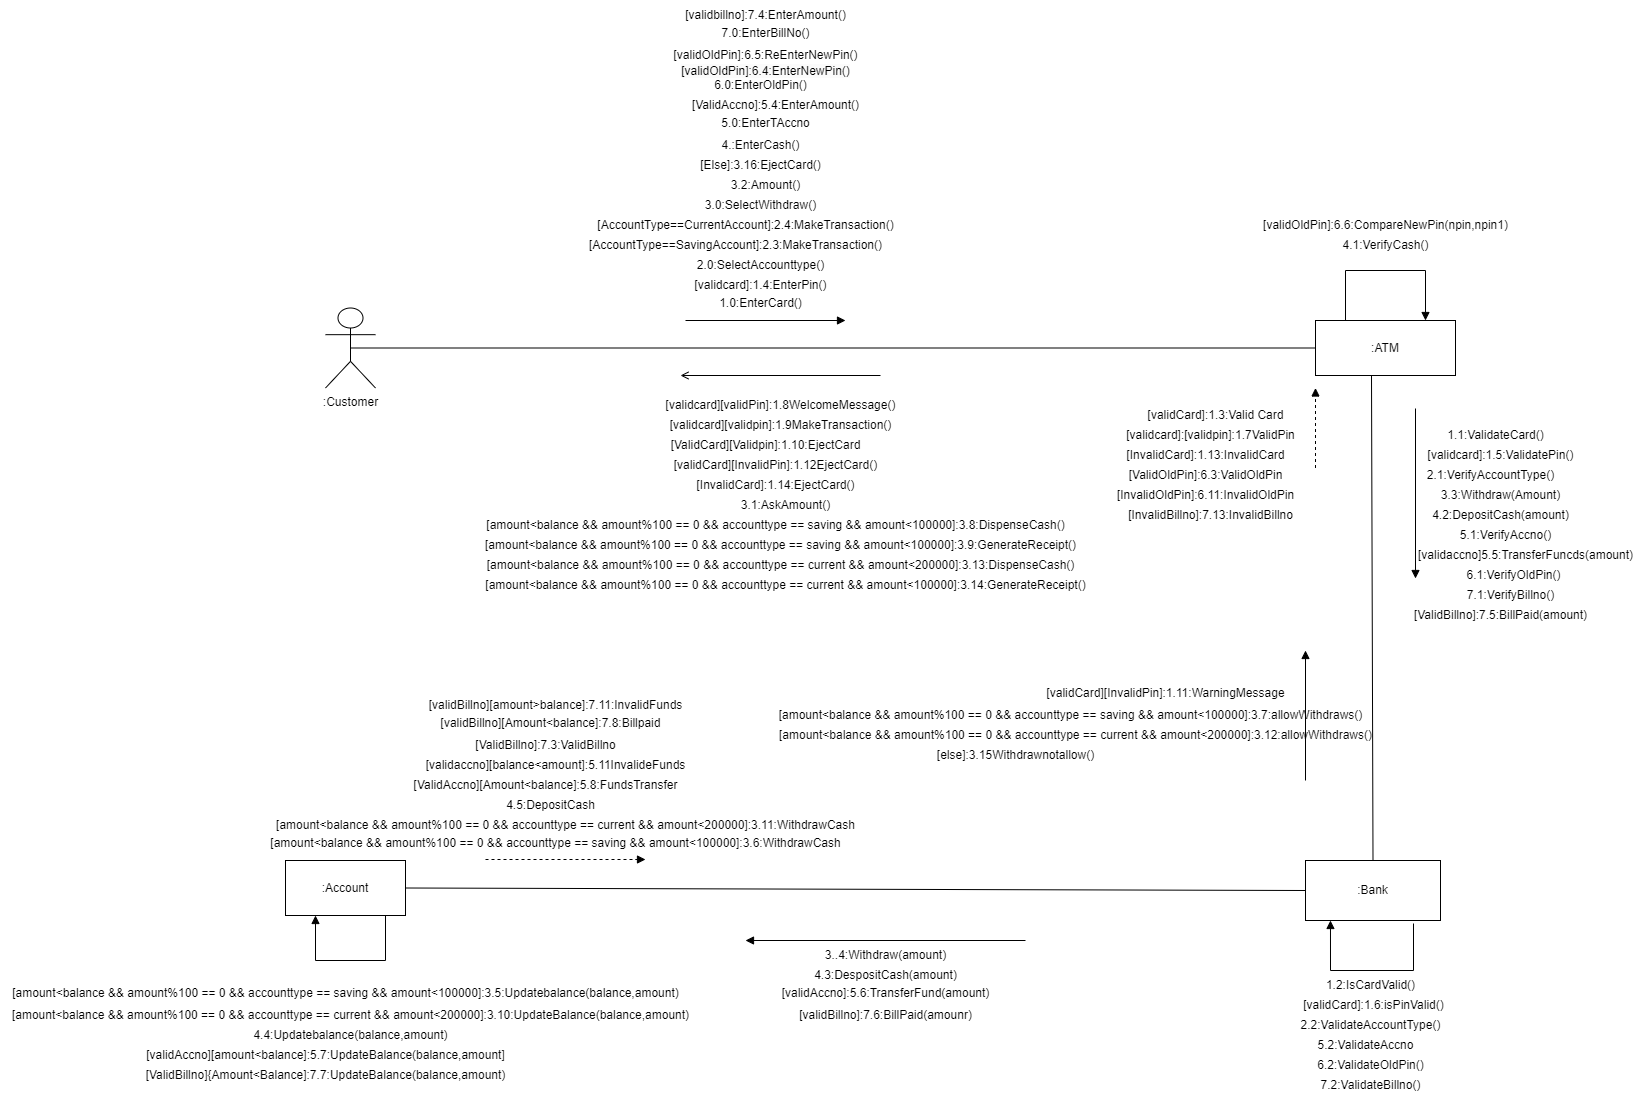 [validbillno]:7.4:EnterAmount()
7.0:EnterBillNo()
[validOldPin]:6.5:ReEnterNewPin()
[validOldPin]:6.4:EnterNewPin()
6.0:EnterOldPin()
[ValidAccno]:5.4:EnterAmount()
5.0:EnterTAccno
4.:EnterCash()
[Else]:3.16:EjectCard()
3.2:Amount()
3.0:SelectWithdraw()
[AccountType==CurrentAccount]:2.4:MakeTransaction()
[AccountType==SavingAccount]:2.3:MakeTransaction()
2.0:SelectAccounttype()
[validcard]:1.4:EnterPin()
1.0:EnterCard()
[validOldPin]:6.6:CompareNewPin(npin,npin1)
4.1:VerifyCash()
:Customer
:ATM
[validcard][validPin]:1.8WelcomeMessage()
[validcard][validpin]:1.9MakeTransaction()
[ValidCard][Validpin]:1.10:EjectCard
[validCard][InvalidPin]:1.12EjectCard()
[InvalidCard]:1.14:EjectCard()
3.1:AskAmount()
[amount<balance && amount%100 == 0 && accounttype == saving && amount<100000]:3.8:DispenseCash()
[amount<balance && amount%100 == 0 && accounttype == saving && amount<100000]:3.9:GenerateReceipt()
[amount<balance && amount%100 == 0 && accounttype == current && amount<200000]:3.13:DispenseCash()
[amount<balance && amount%100 == 0 && accounttype == current && amount<100000]:3.14:GenerateReceipt()
[validCard]:1.3:Valid Card
[validcard]:[validpin]:1.7ValidPin
[InvalidCard]:1.13:InvalidCard
[ValidOldPin]:6.3:ValidOldPin
[InvalidOldPin]:6.11:InvalidOldPin
[InvalidBillno]:7.13:InvalidBillno
1.1:ValidateCard()
[validcard]:1.5:ValidatePin()
2.1:VerifyAccountType()
3.3:Withdraw(Amount)
4.2:DepositCash(amount)
5.1:VerifyAccno()
[validaccno]5.5:TransferFuncds(amount)
6.1:VerifyOldPin()
7.1:VerifyBillno()
[ValidBillno]:7.5:BillPaid(amount)
[validCard][InvalidPin]:1.11:WarningMessage
[amount<balance && amount%100 == 0 && accounttype == saving && amount<100000]:3.7:allowWithdraws()
[amount<balance && amount%100 == 0 && accounttype == current && amount<200000]:3.12:allowWithdraws()
[else]:3.15Withdrawnotallow()
[validBillno][amount>balance]:7.11:InvalidFunds
[validBillno][Amount<balance]:7.8:Billpaid
[ValidBillno]:7.3:ValidBillno
[validaccno][balance<amount]:5.11InvalideFunds
[ValidAccno][Amount<balance]:5.8:FundsTransfer
4.5:DepositCash
[amount<balance && amount%100 == 0 && accounttype == current && amount<200000]:3.11:WithdrawCash
[amount<balance && amount%100 == 0 && accounttype == saving && amount<100000]:3.6:WithdrawCash
:Account
:Bank
3..4:Withdraw(amount)
4.3:DespositCash(amount)
[validAccno]:5.6:TransferFund(amount)
[validBillno]:7.6:BillPaid(amounr)
[amount<balance && amount%100 == 0 && accounttype == saving && amount<100000]:3.5:Updatebalance(balance,amount)
[amount<balance && amount%100 == 0 && accounttype == current && amount<200000]:3.10:UpdateBalance(balance,amount)
4.4:Updatebalance(balance,amount)
[validAccno][amount<balance]:5.7:UpdateBalance(balance,amount]
[ValidBillno]{Amount<Balance]:7.7:UpdateBalance(balance,amount)
1.2:IsCardValid()
[validCard]:1.6:isPinValid()
2.2:ValidateAccountType()
5.2:ValidateAccno
6.2:ValidateOldPin()
7.2:ValidateBillno()